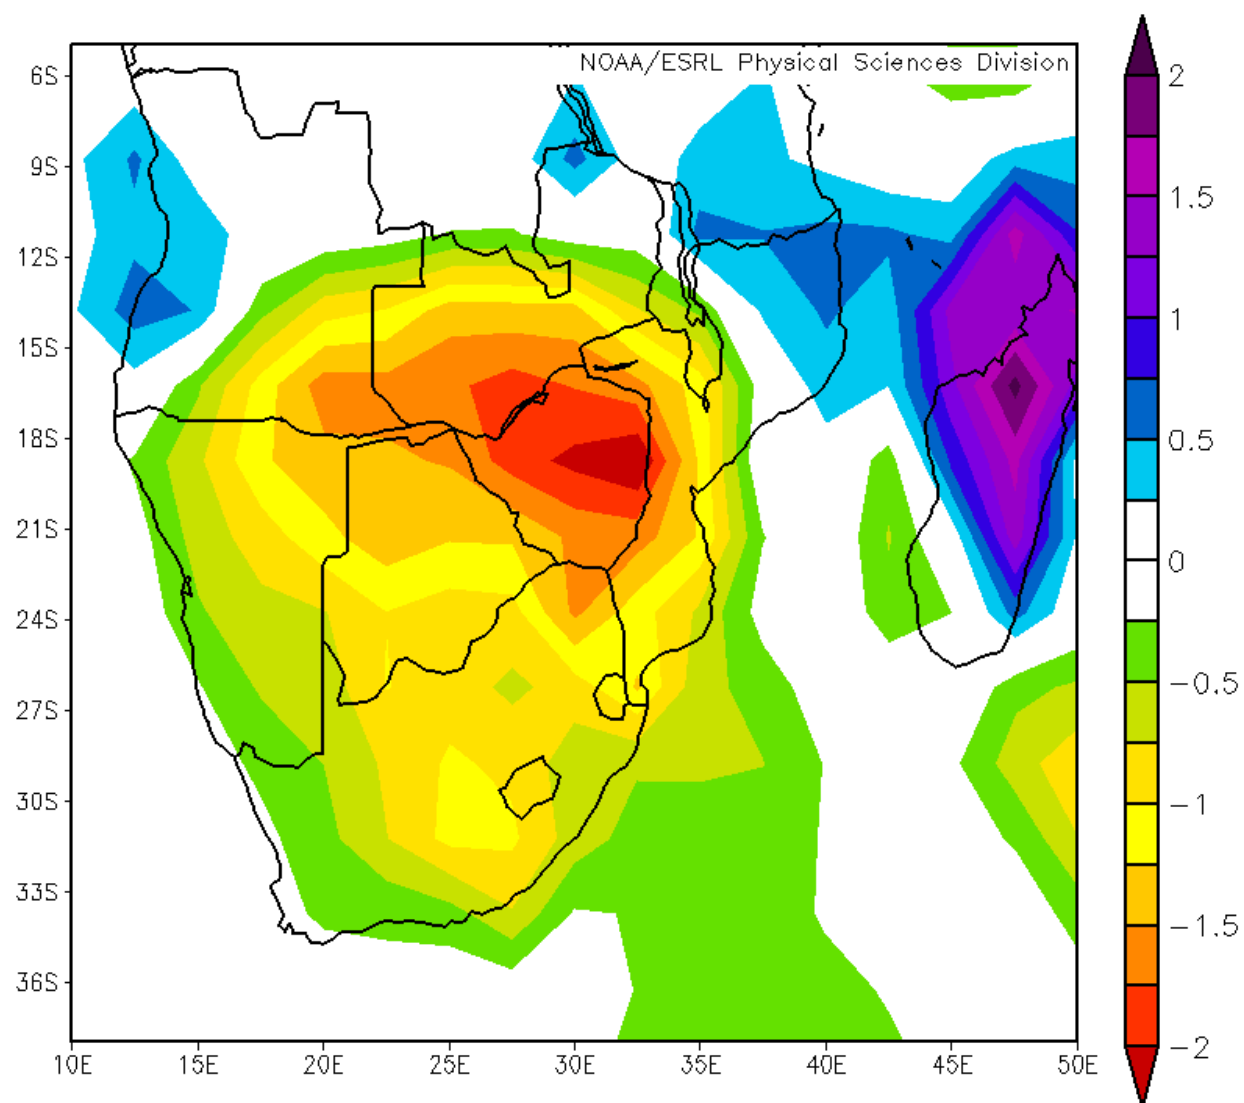 NOAA/ESRL Physical Sciences Division
6S
9S
12S
15S
18S
21S
24S
27S
30S
33S
36S
10E 15E 20E 25E 30E 35E 40E 45E 50E
2
1.5
1
0.5
0
−0.5
−1
−1.5
−2